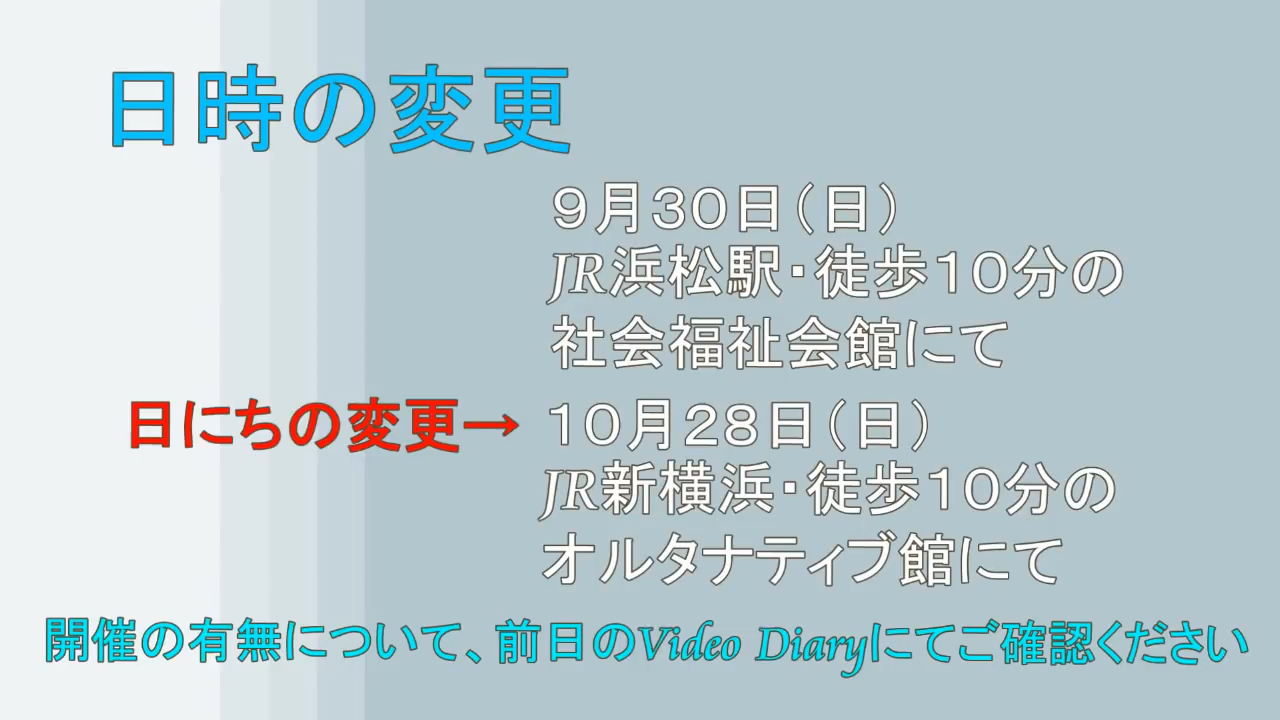 日時の変更
９月３０日（日）
JR浜松駅・徒歩１０分の
社会福祉会館にて
日にちの変更→ １０月２８日（日）
JR新横浜・徒歩１０分の
オルタナティブ館にて
開催の有無について、前日のVideo Diaryにてご確認ください